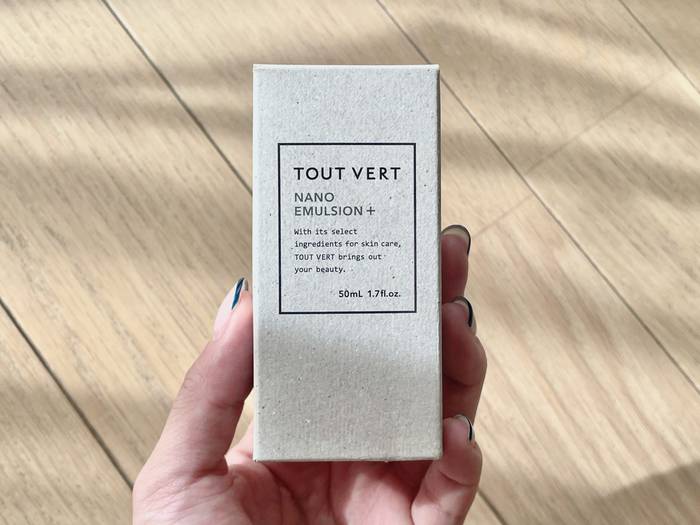 TOUT VERT
NANO
EMULSION+
With its select
ingredients for skin care,
TOUT VERT brings out
your beauty.
50mL 1.7fl.oz.